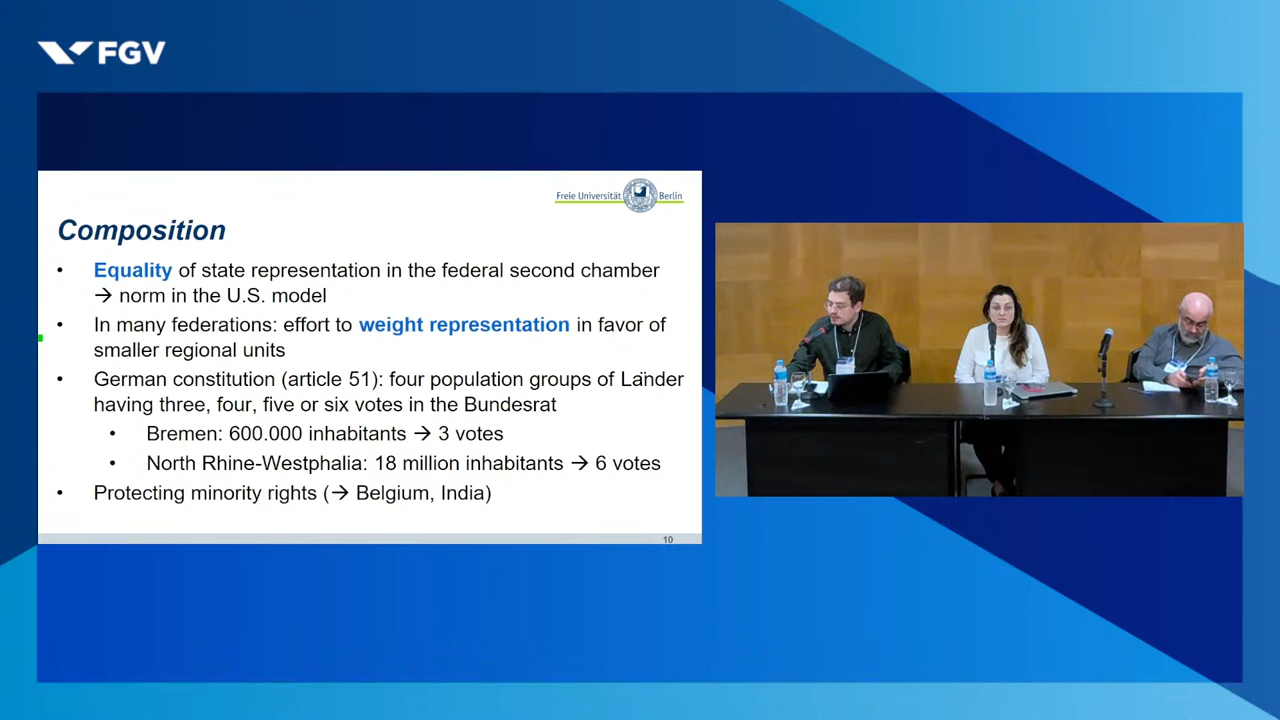 FGV
Freie Universität Berlin
Composition
• Equality of state representation in the federal second chamber
→ norm in the U.S. model
• In many federations: effort to weight representation in favor of
smaller regional units
• German constitution (article 51): four population groups of Länder
having three, four, five or six votes in the Bundesrat
• Bremen: 600.000 inhabitants → 3 votes
• North Rhine-Westphalia: 18 million inhabitants → 6 votes
• Protecting minority rights (→ Belgium, India)
10